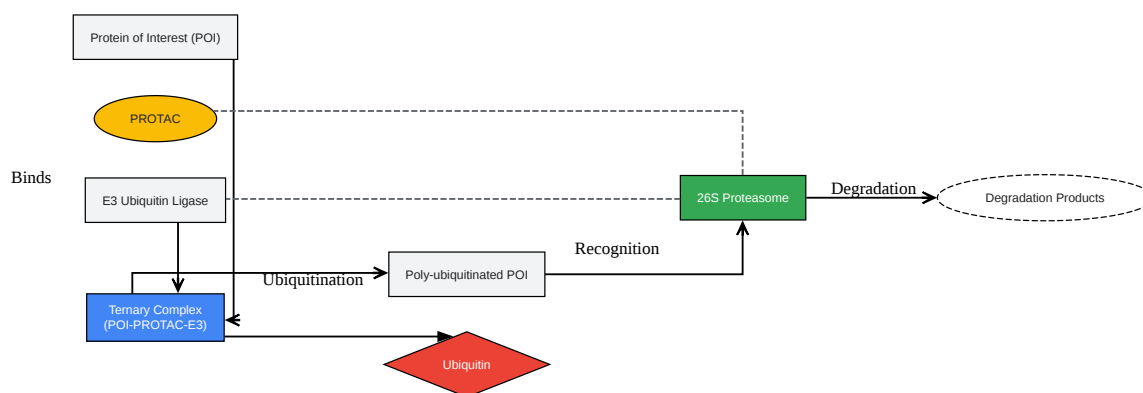 Protein of Interest (POI)
PROTAC
Binds
E3 Ubiquitin Ligase
26S Proteasome
Degradation
Degradation Products
Ubiquitination
Poly-ubiquitinated POI
Recognition
Ternary Complex
(POI-PROTAC-E3)
Ubiquitin